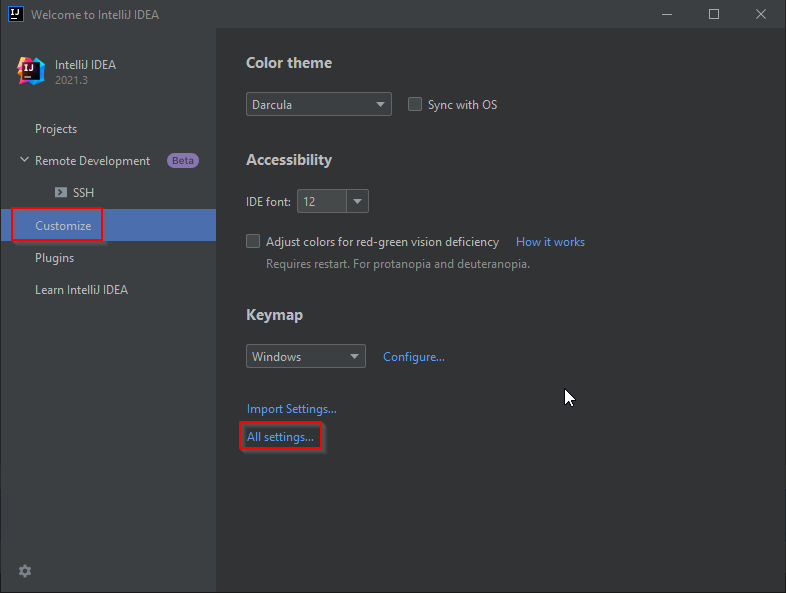 Welcome to IntelliJ IDEA
IntelliJ IDEA
2021.3
Projects
Remote Development Beta
SSH
Customize
Plugins
Learn IntelliJ IDEA
Color theme
Darcula Sync with OS
Accessibility
IDE font: 12
Adjust colors for red-green vision deficiency How it works
Requires restart. For protanopia and deuteranopia.
Keymap
Windows Configure...
Import Settings...
All settings...